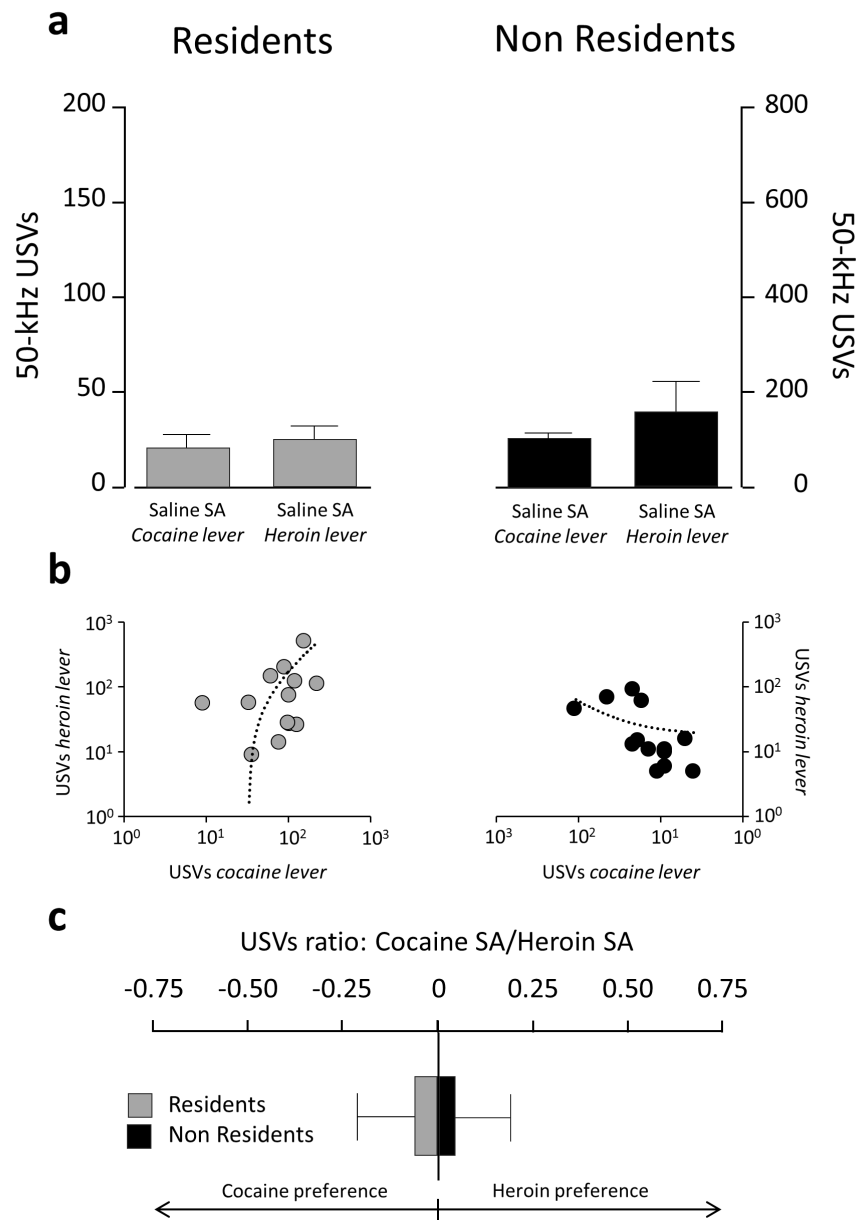 a
Residents
Non Residents
50-kHz USVs
200
150
100
50
0
800
600
400
200
0
50-kHz USVs
Saline SA
Cocaine lever
Saline SA
Heroin lever
Saline SA
Cocaine lever
Saline SA
Heroin lever
b
USVs heroin lever
10³
10²
10¹
10⁰
10⁰ 10¹ 10² 10³
USVs cocaine lever
10³
10²
10¹
10⁰
USVs heroin lever
10³ 10² 10¹ 10⁰
USVs cocaine lever
c
USVs ratio: Cocaine SA/Heroin SA
-0.75 -0.50 -0.25 0 0.25 0.50 0.75
Residents
Non Residents
Cocaine preference Heroin preference